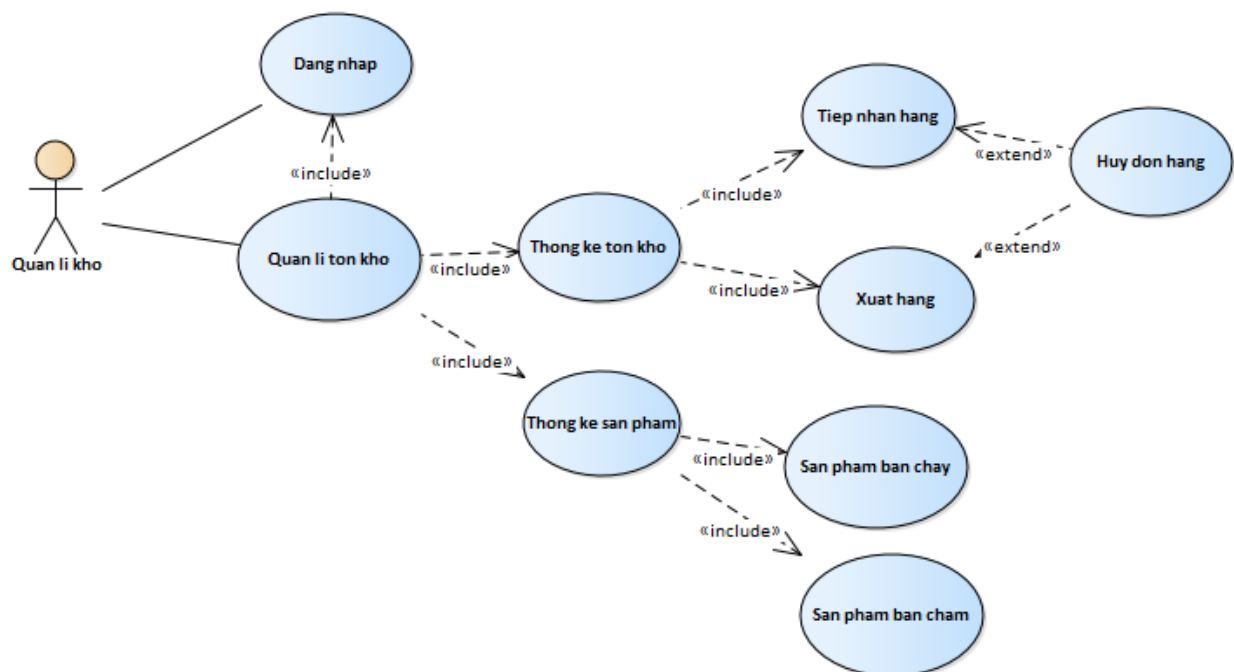 Dang nhap
«include»
Quan li kho
Quan li ton kho
«include»
Thong ke ton kho
«include»
Tiep nhan hang
«extend»
Huy don hang
«include»
Xuat hang
«extend»
«include»
Thong ke san pham
«include»
San pham ban chay
«include»
San pham ban cham